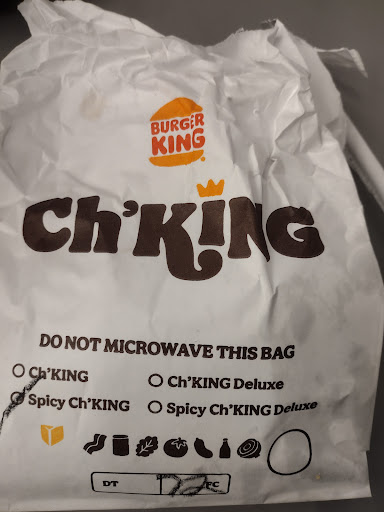 BURGER
KING
Ch'KING
DO NOT MICROWAVE THIS BAG
Ch'KING
Ch'KING Deluxe
Spicy Ch'KING
Spicy Ch'KING Deluxe
DT FC